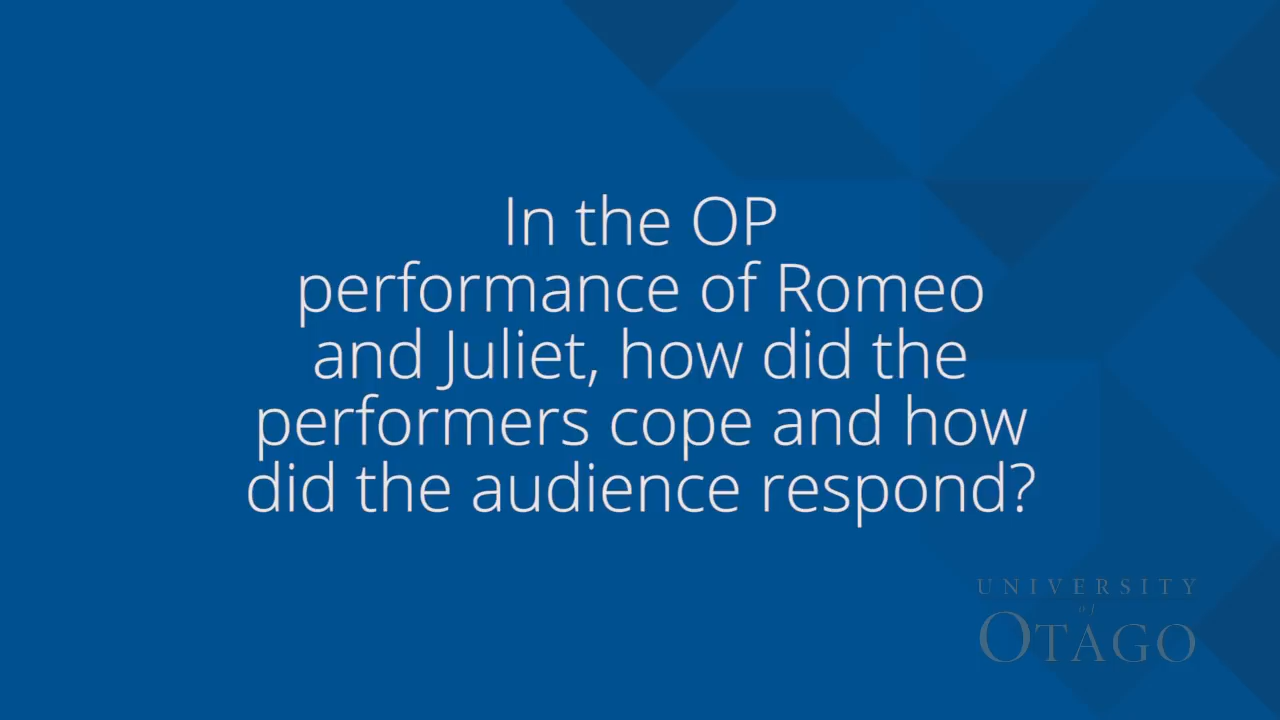 In the OP
performance of Romeo
and Juliet, how did the
performers cope and how
did the audience respond?
UNIVERSITY
of
OTAGO